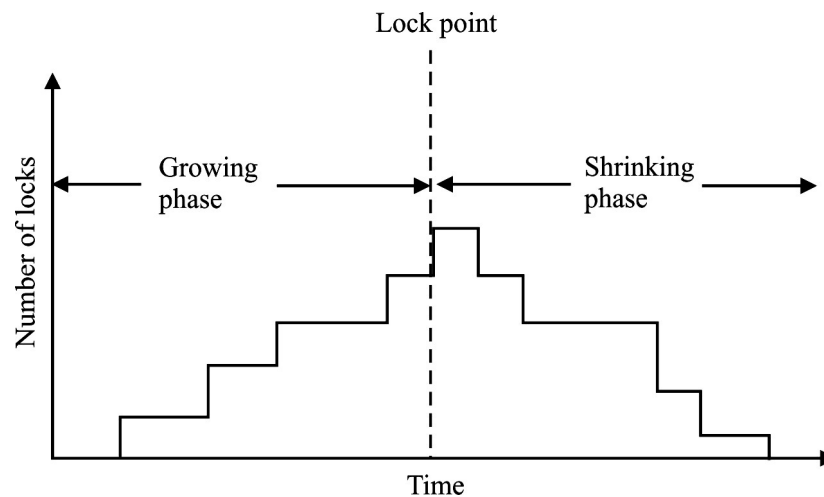 Lock point
Growing
phase
Shrinking
phase
Number of locks
Time